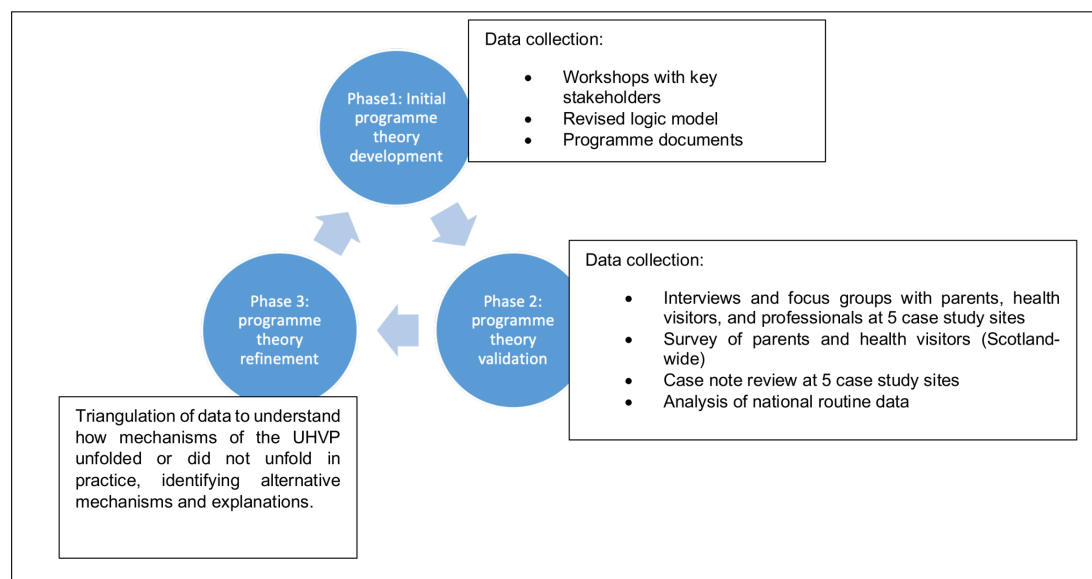 Phase1: Initial
programme
theory
development
Data collection:
• Workshops with key
stakeholders
• Revised logic model
• Programme documents
Phase 2:
programme
theory
validation
Data collection:
• Interviews and focus groups with parents, health
visitors, and professionals at 5 case study sites
• Survey of parents and health visitors (Scotland-
wide)
• Case note review at 5 case study sites
• Analysis of national routine data
Phase 3:
programme
theory
refinement
Triangulation of data to understand
how mechanisms of the UHVP
unfolded or did not unfold in
practice, identifying alternative
mechanisms and explanations.